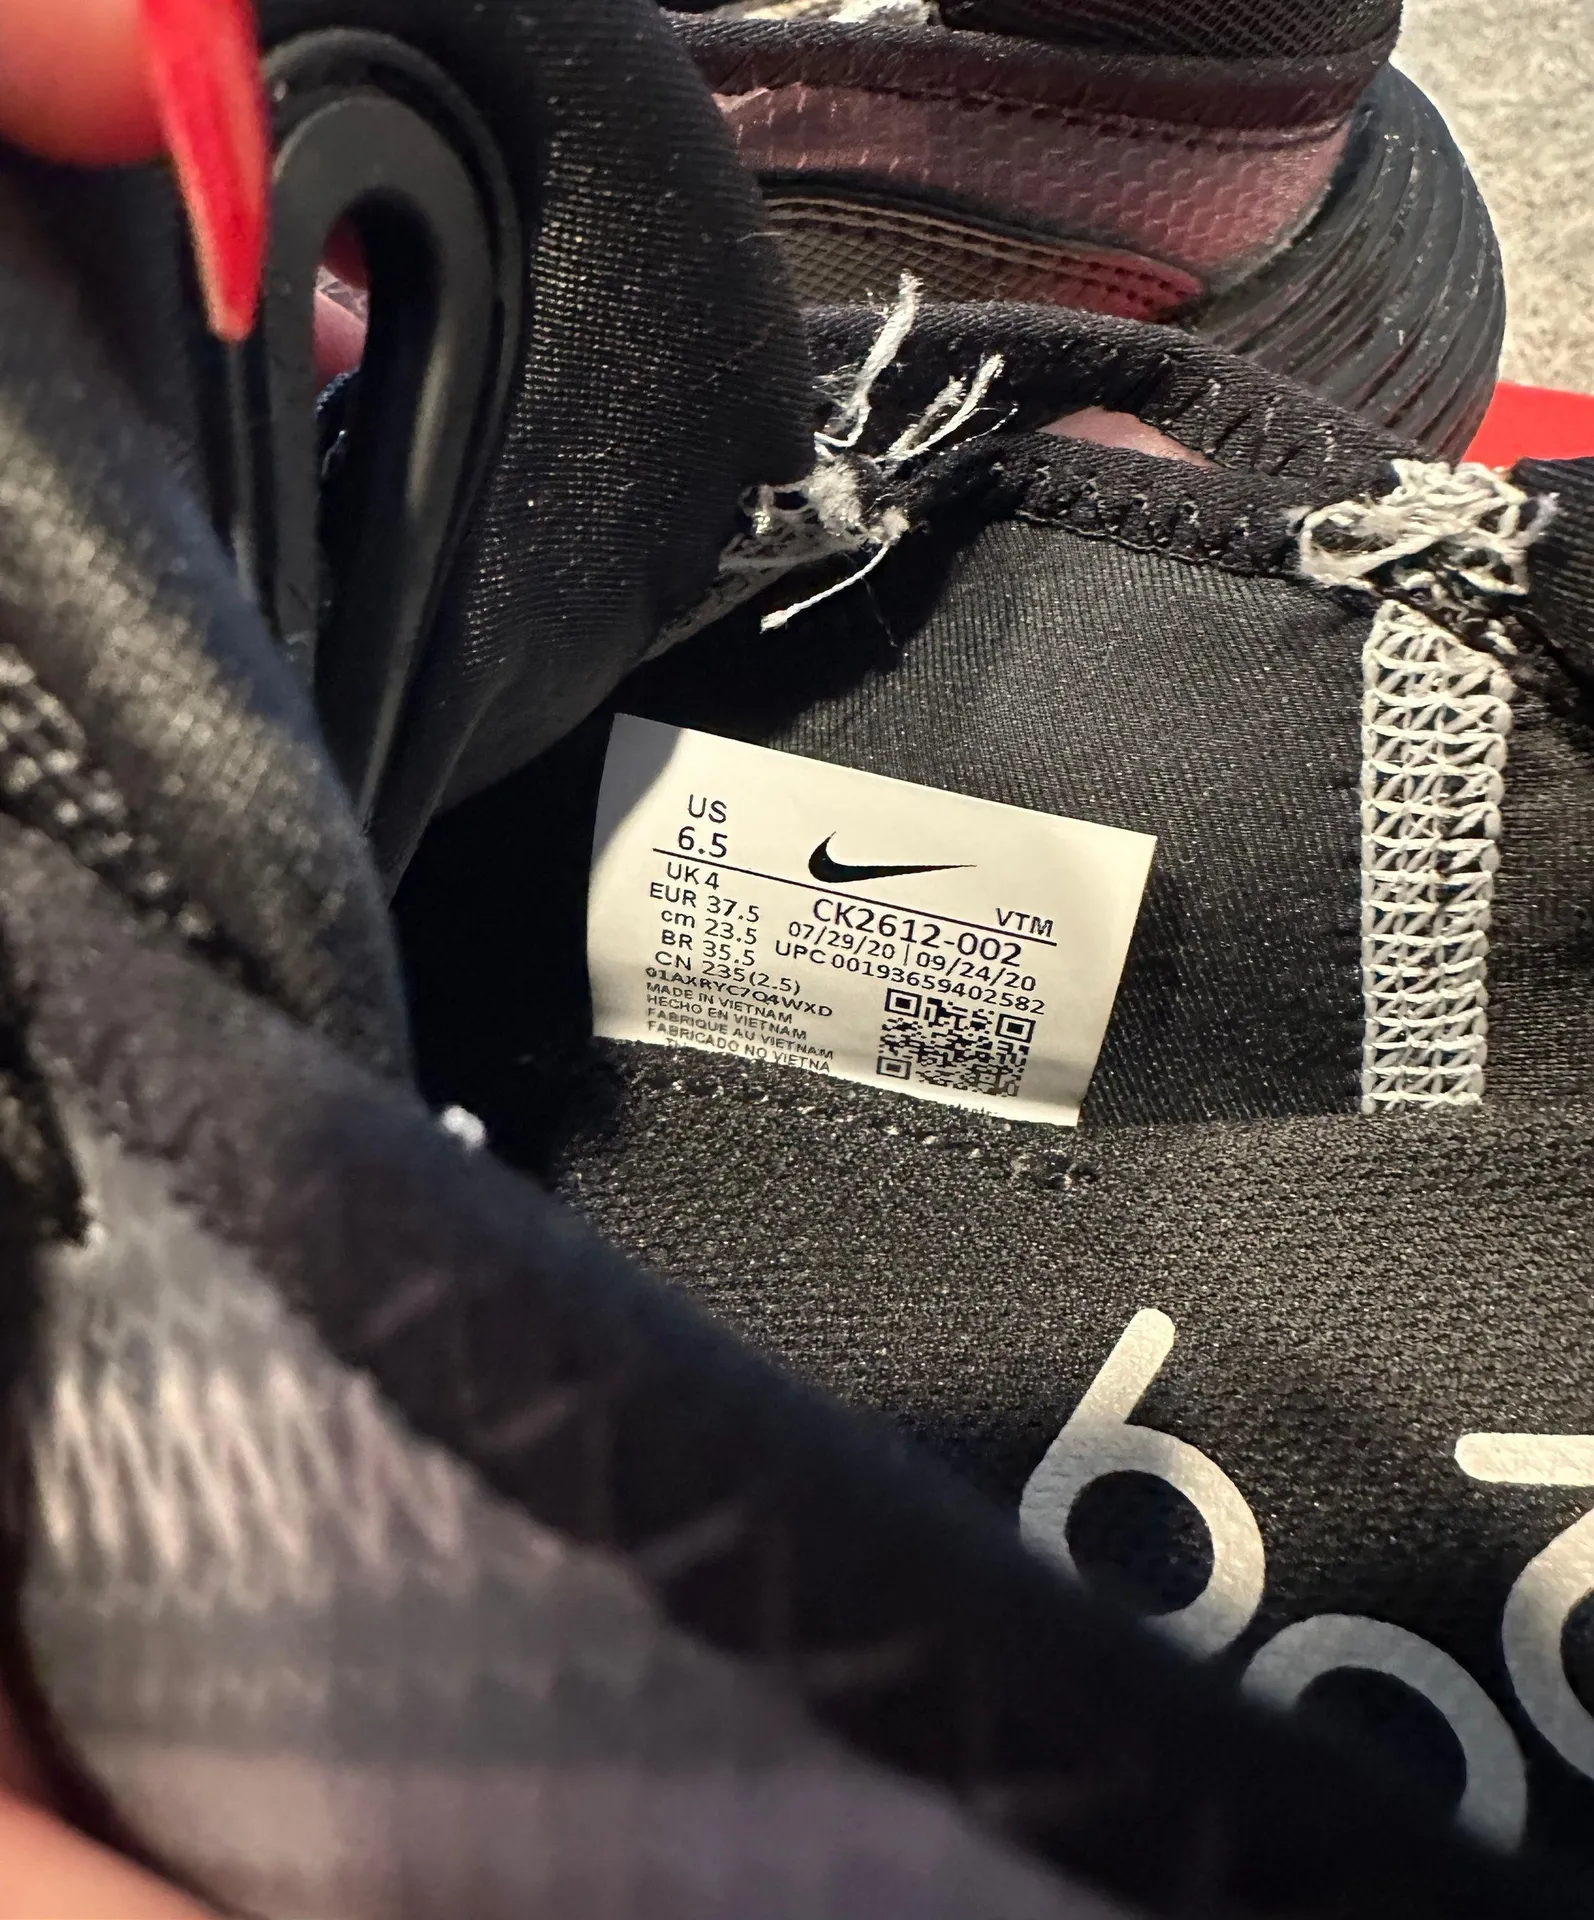 US
6.5
VTM
UK 4
EUR 37.5
cm 23.5
BR 35.5
CN 235(2.5)
CK2612-002
07/29/20 | 09/24/20
UPC 00193659402582
01AXRYC7Q4WXD
MADE IN VIETNAM
HECHO EN VIETNAM
FABRIQUE AU VIETNAM
FABRICADO NO VIETNA